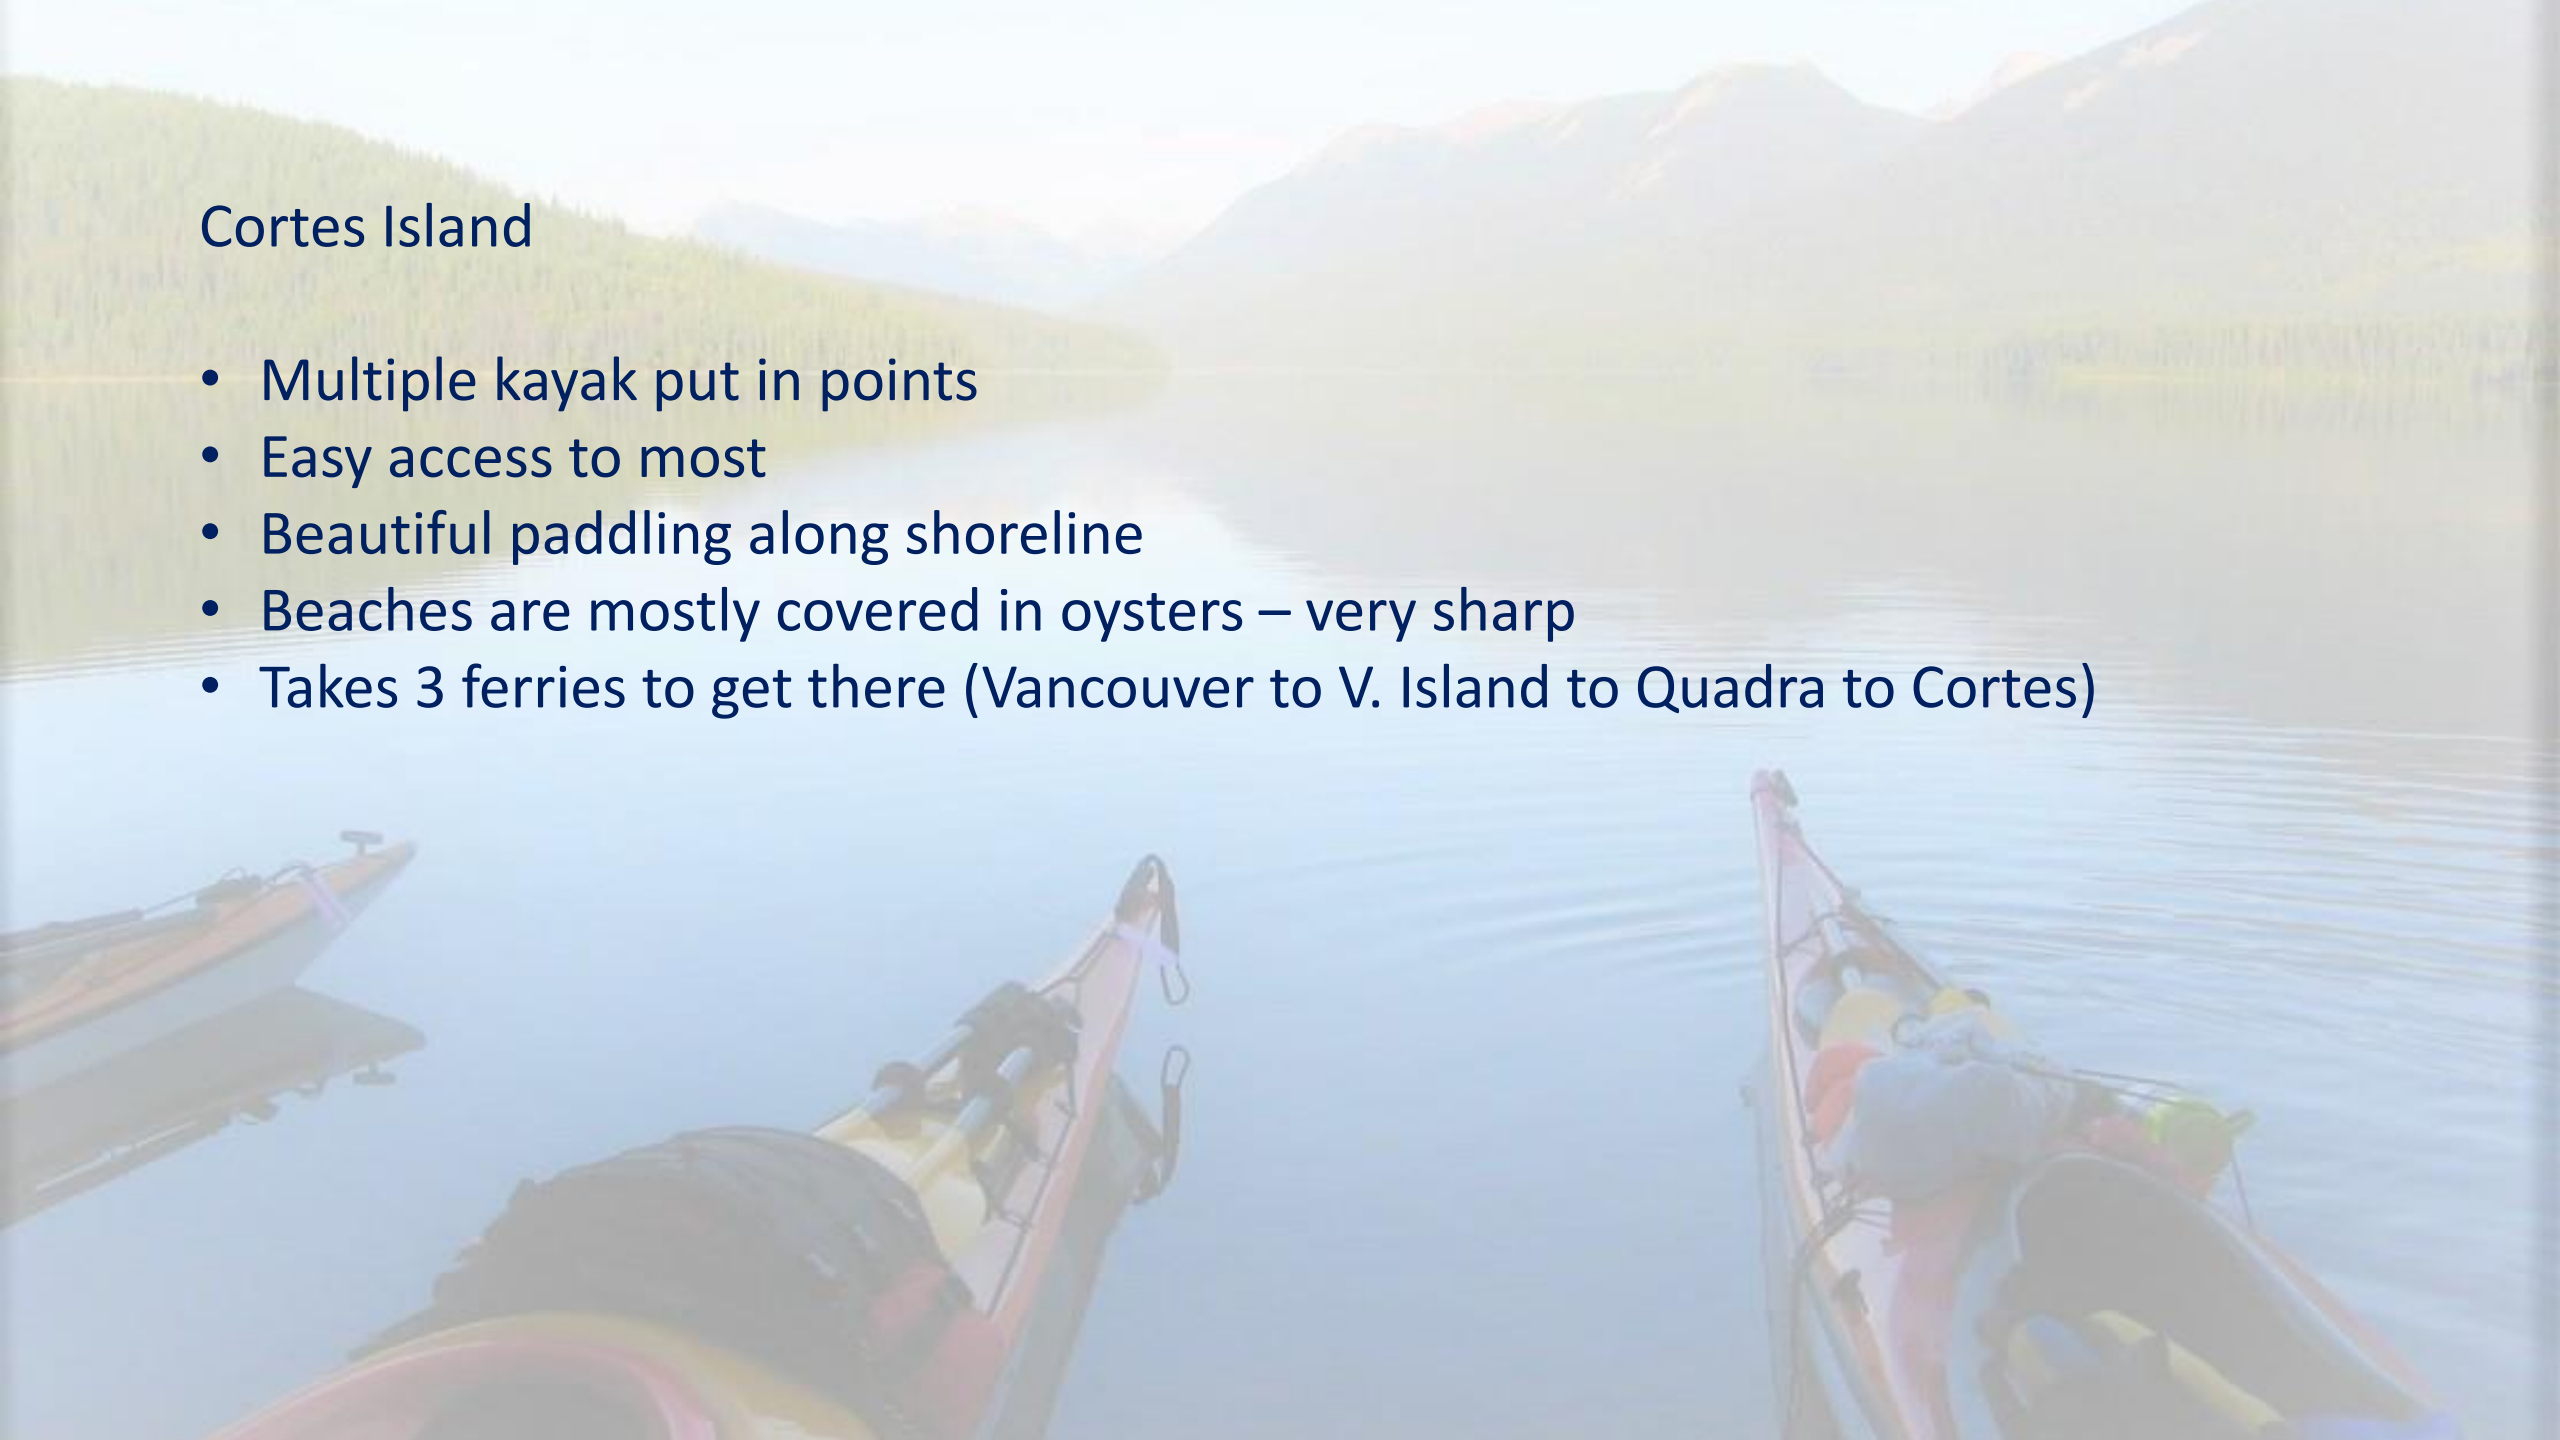 Cortes Island
• Multiple kayak put in points
• Easy access to most
• Beautiful paddling along shoreline
• Beaches are mostly covered in oysters – very sharp
• Takes 3 ferries to get there (Vancouver to V. Island to Quadra to Cortes)